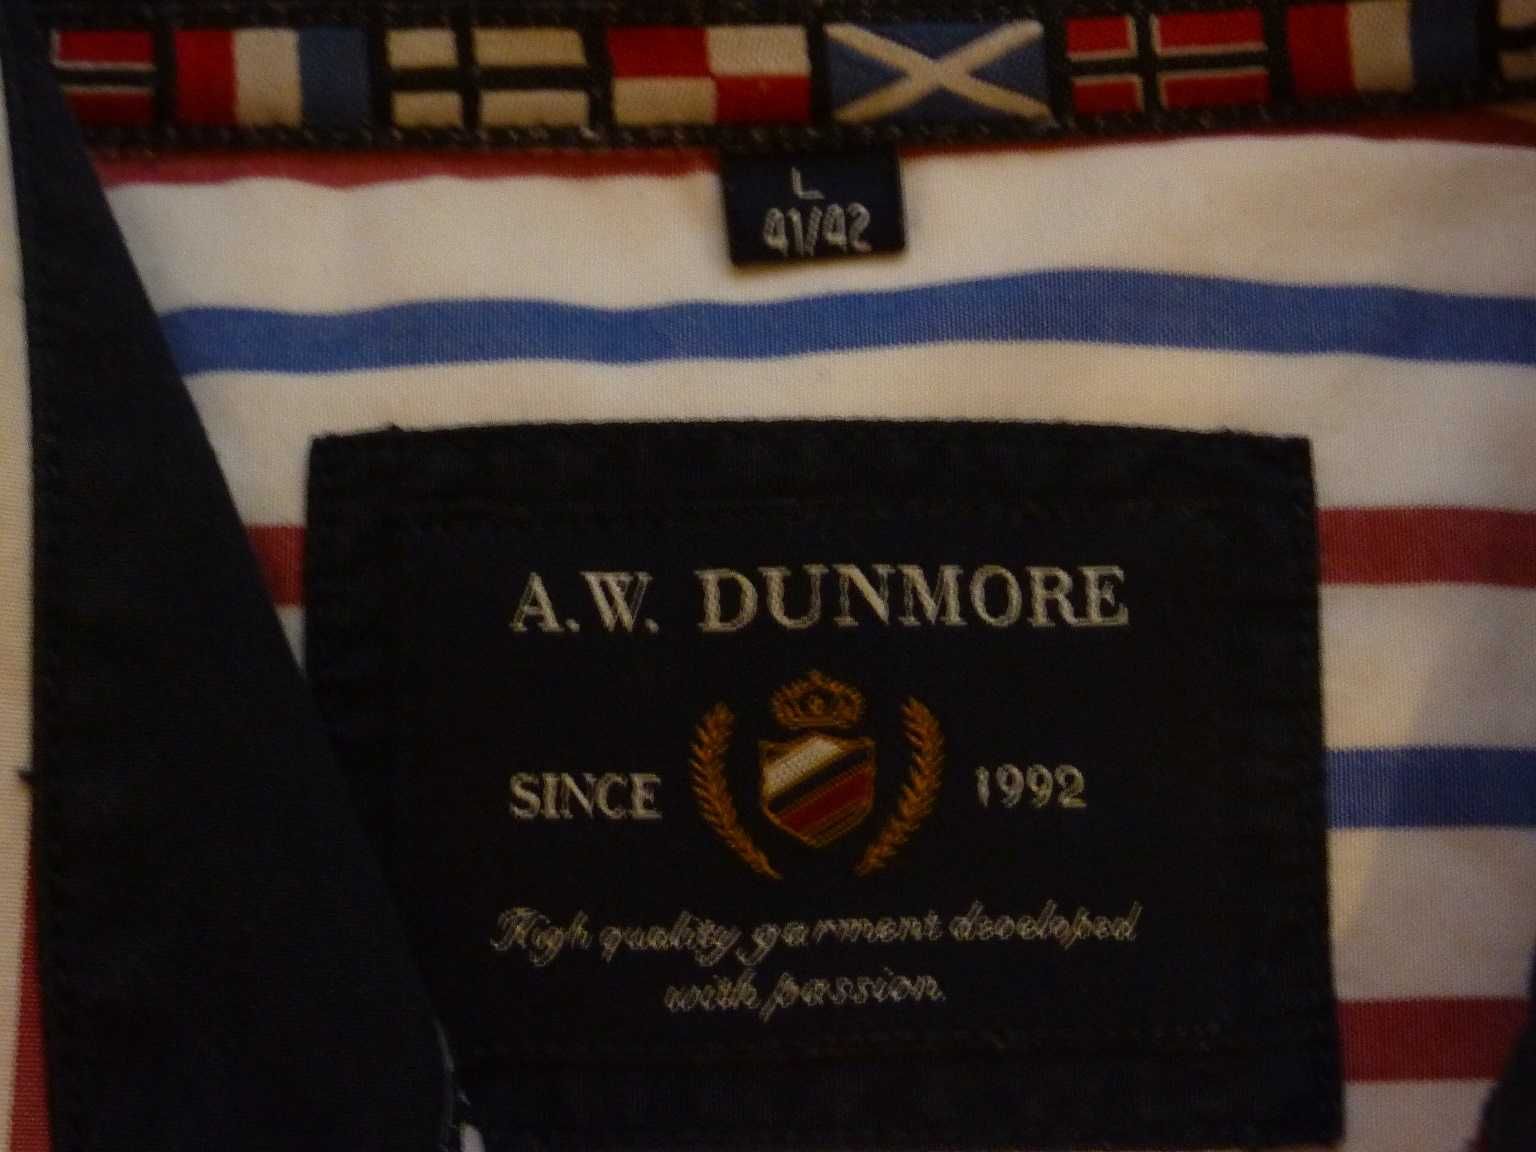 L
41/42
A.W. DUNMORE
SINCE 1992
High quality garment developed
with passion.